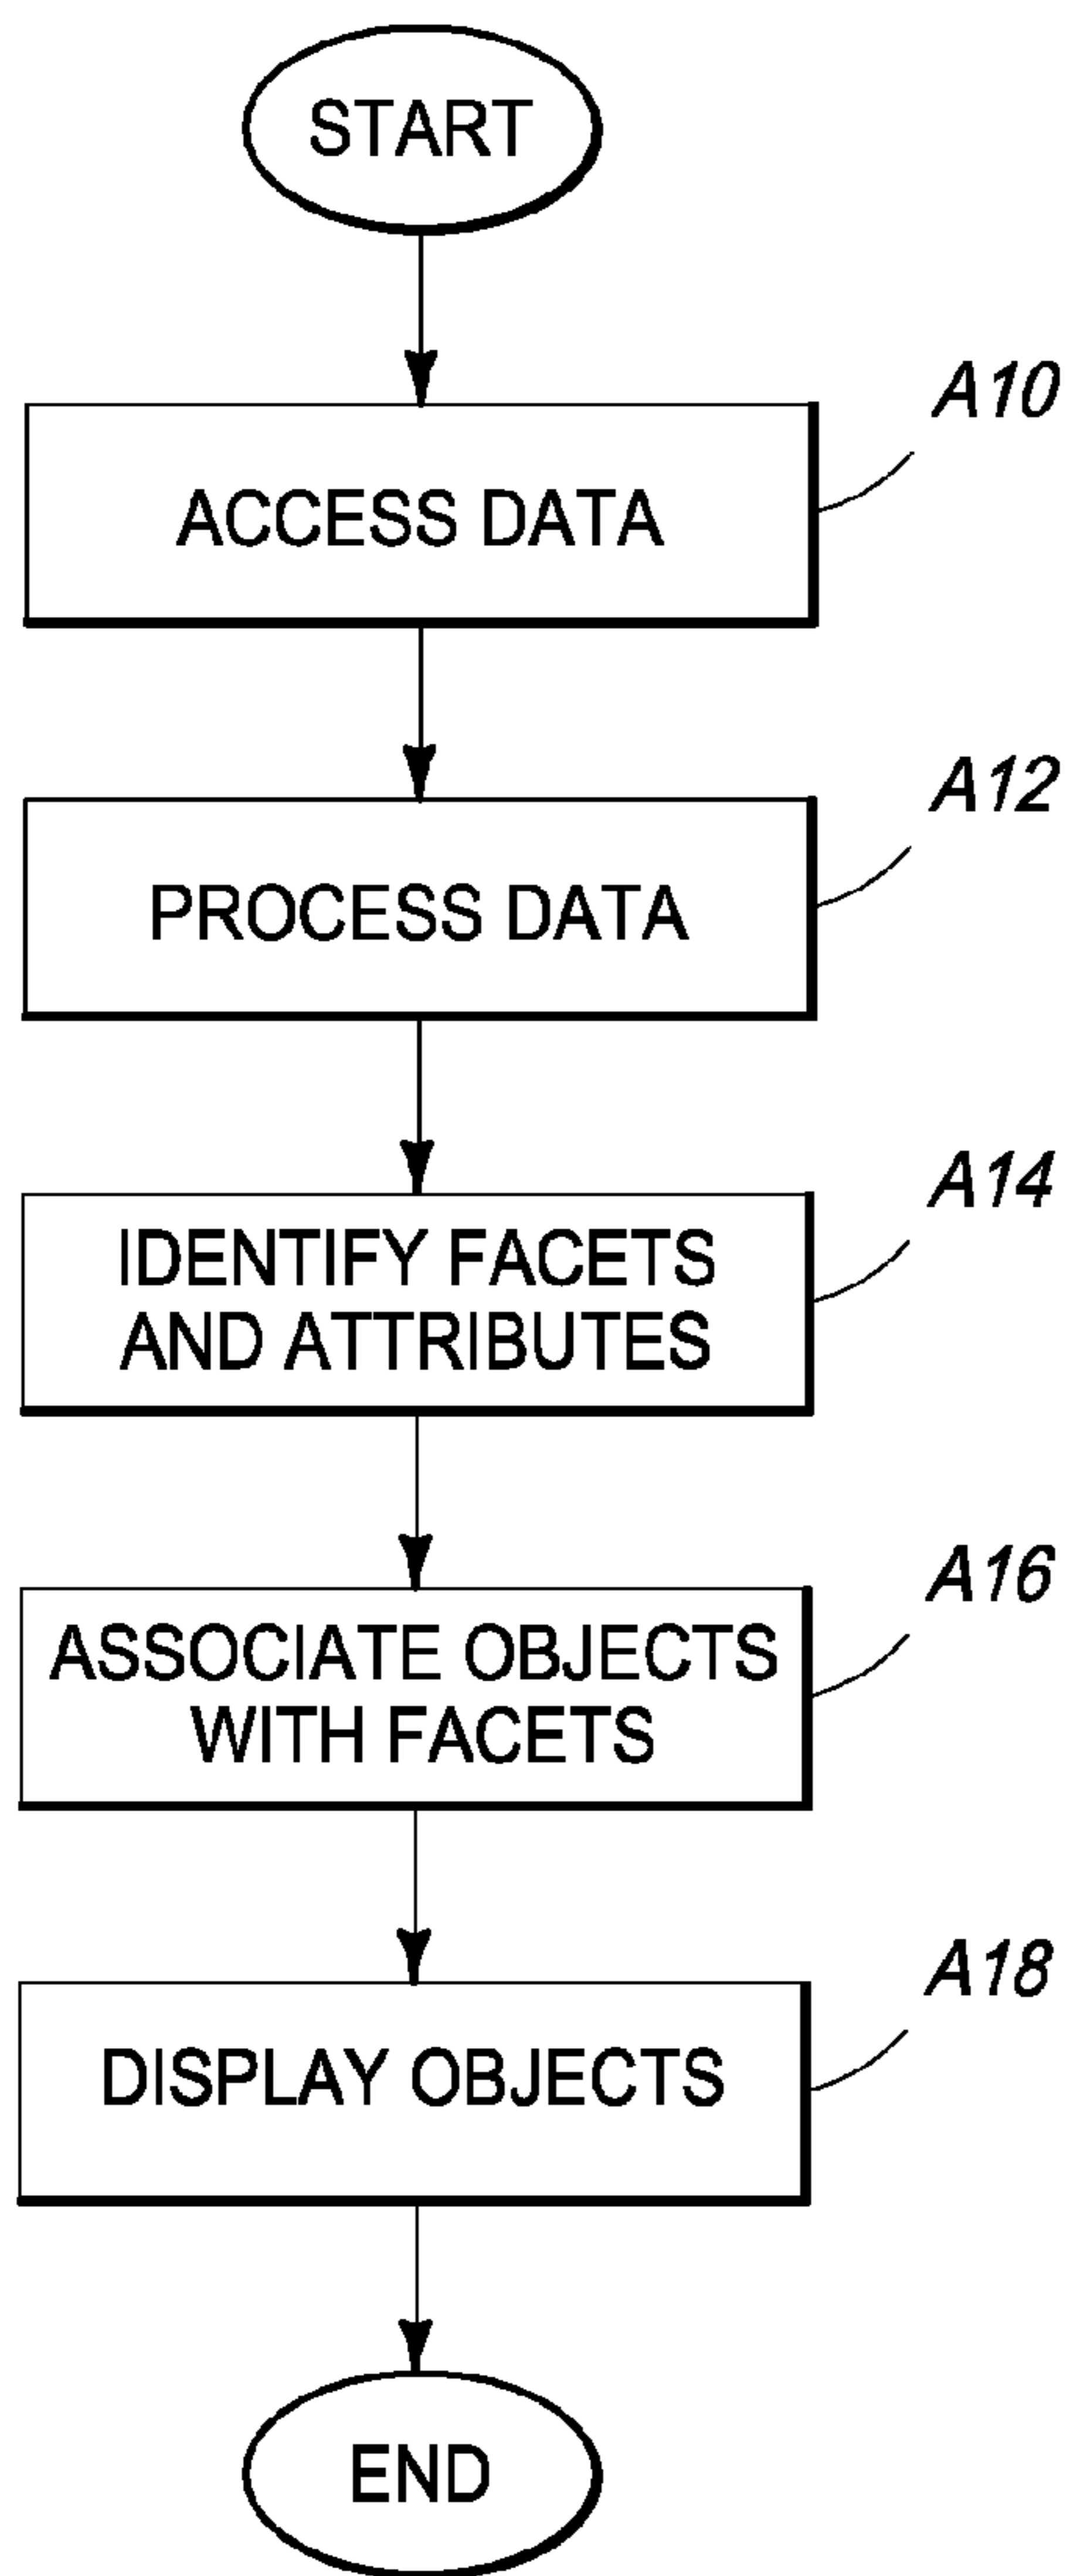 START
A10
ACCESS DATA
A12
PROCESS DATA
A14
IDENTIFY FACETS
AND ATTRIBUTES
A16
ASSOCIATE OBJECTS
WITH FACETS
A18
DISPLAY OBJECTS
END